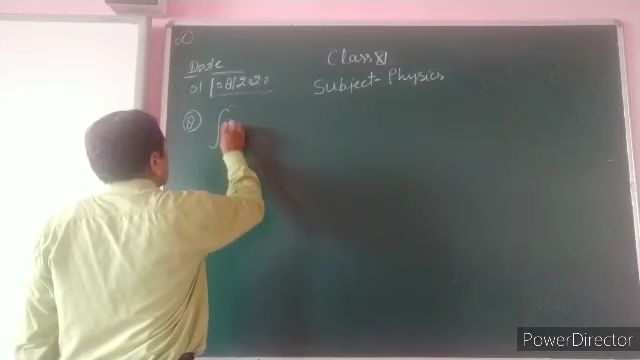 Date
Class XI
01/08/2020
Subject- Physics
Q ∫
PowerDirector